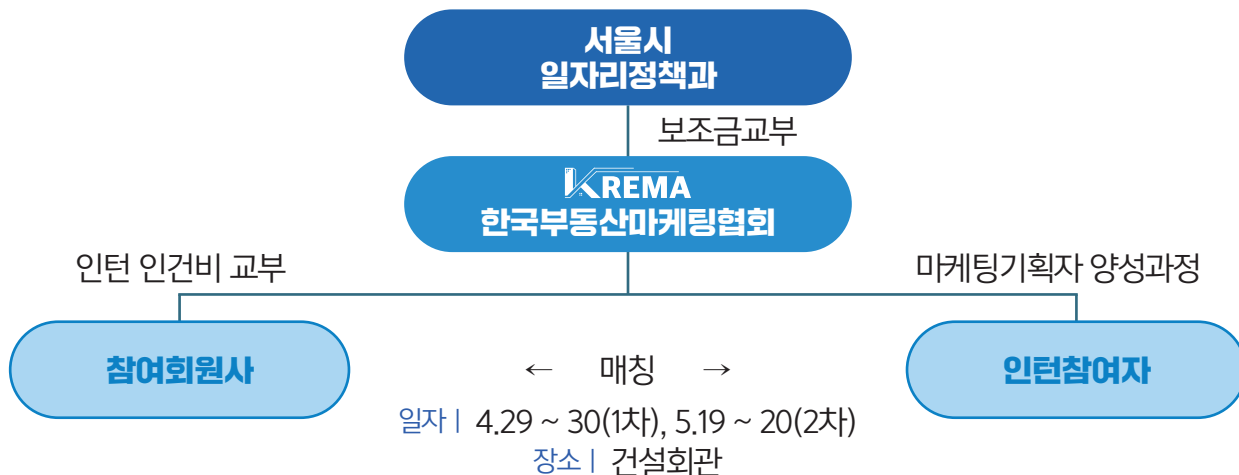 서울시
일자리정책과
보조금교부
KREMA
한국부동산마케팅협회
인턴 인건비 교부
마케팅기획자 양성과정
참여회원사
← 매칭 →
인턴참여자
일자 | 4.29 ~ 30(1차), 5.19 ~ 20(2차)
장소 | 건설회관